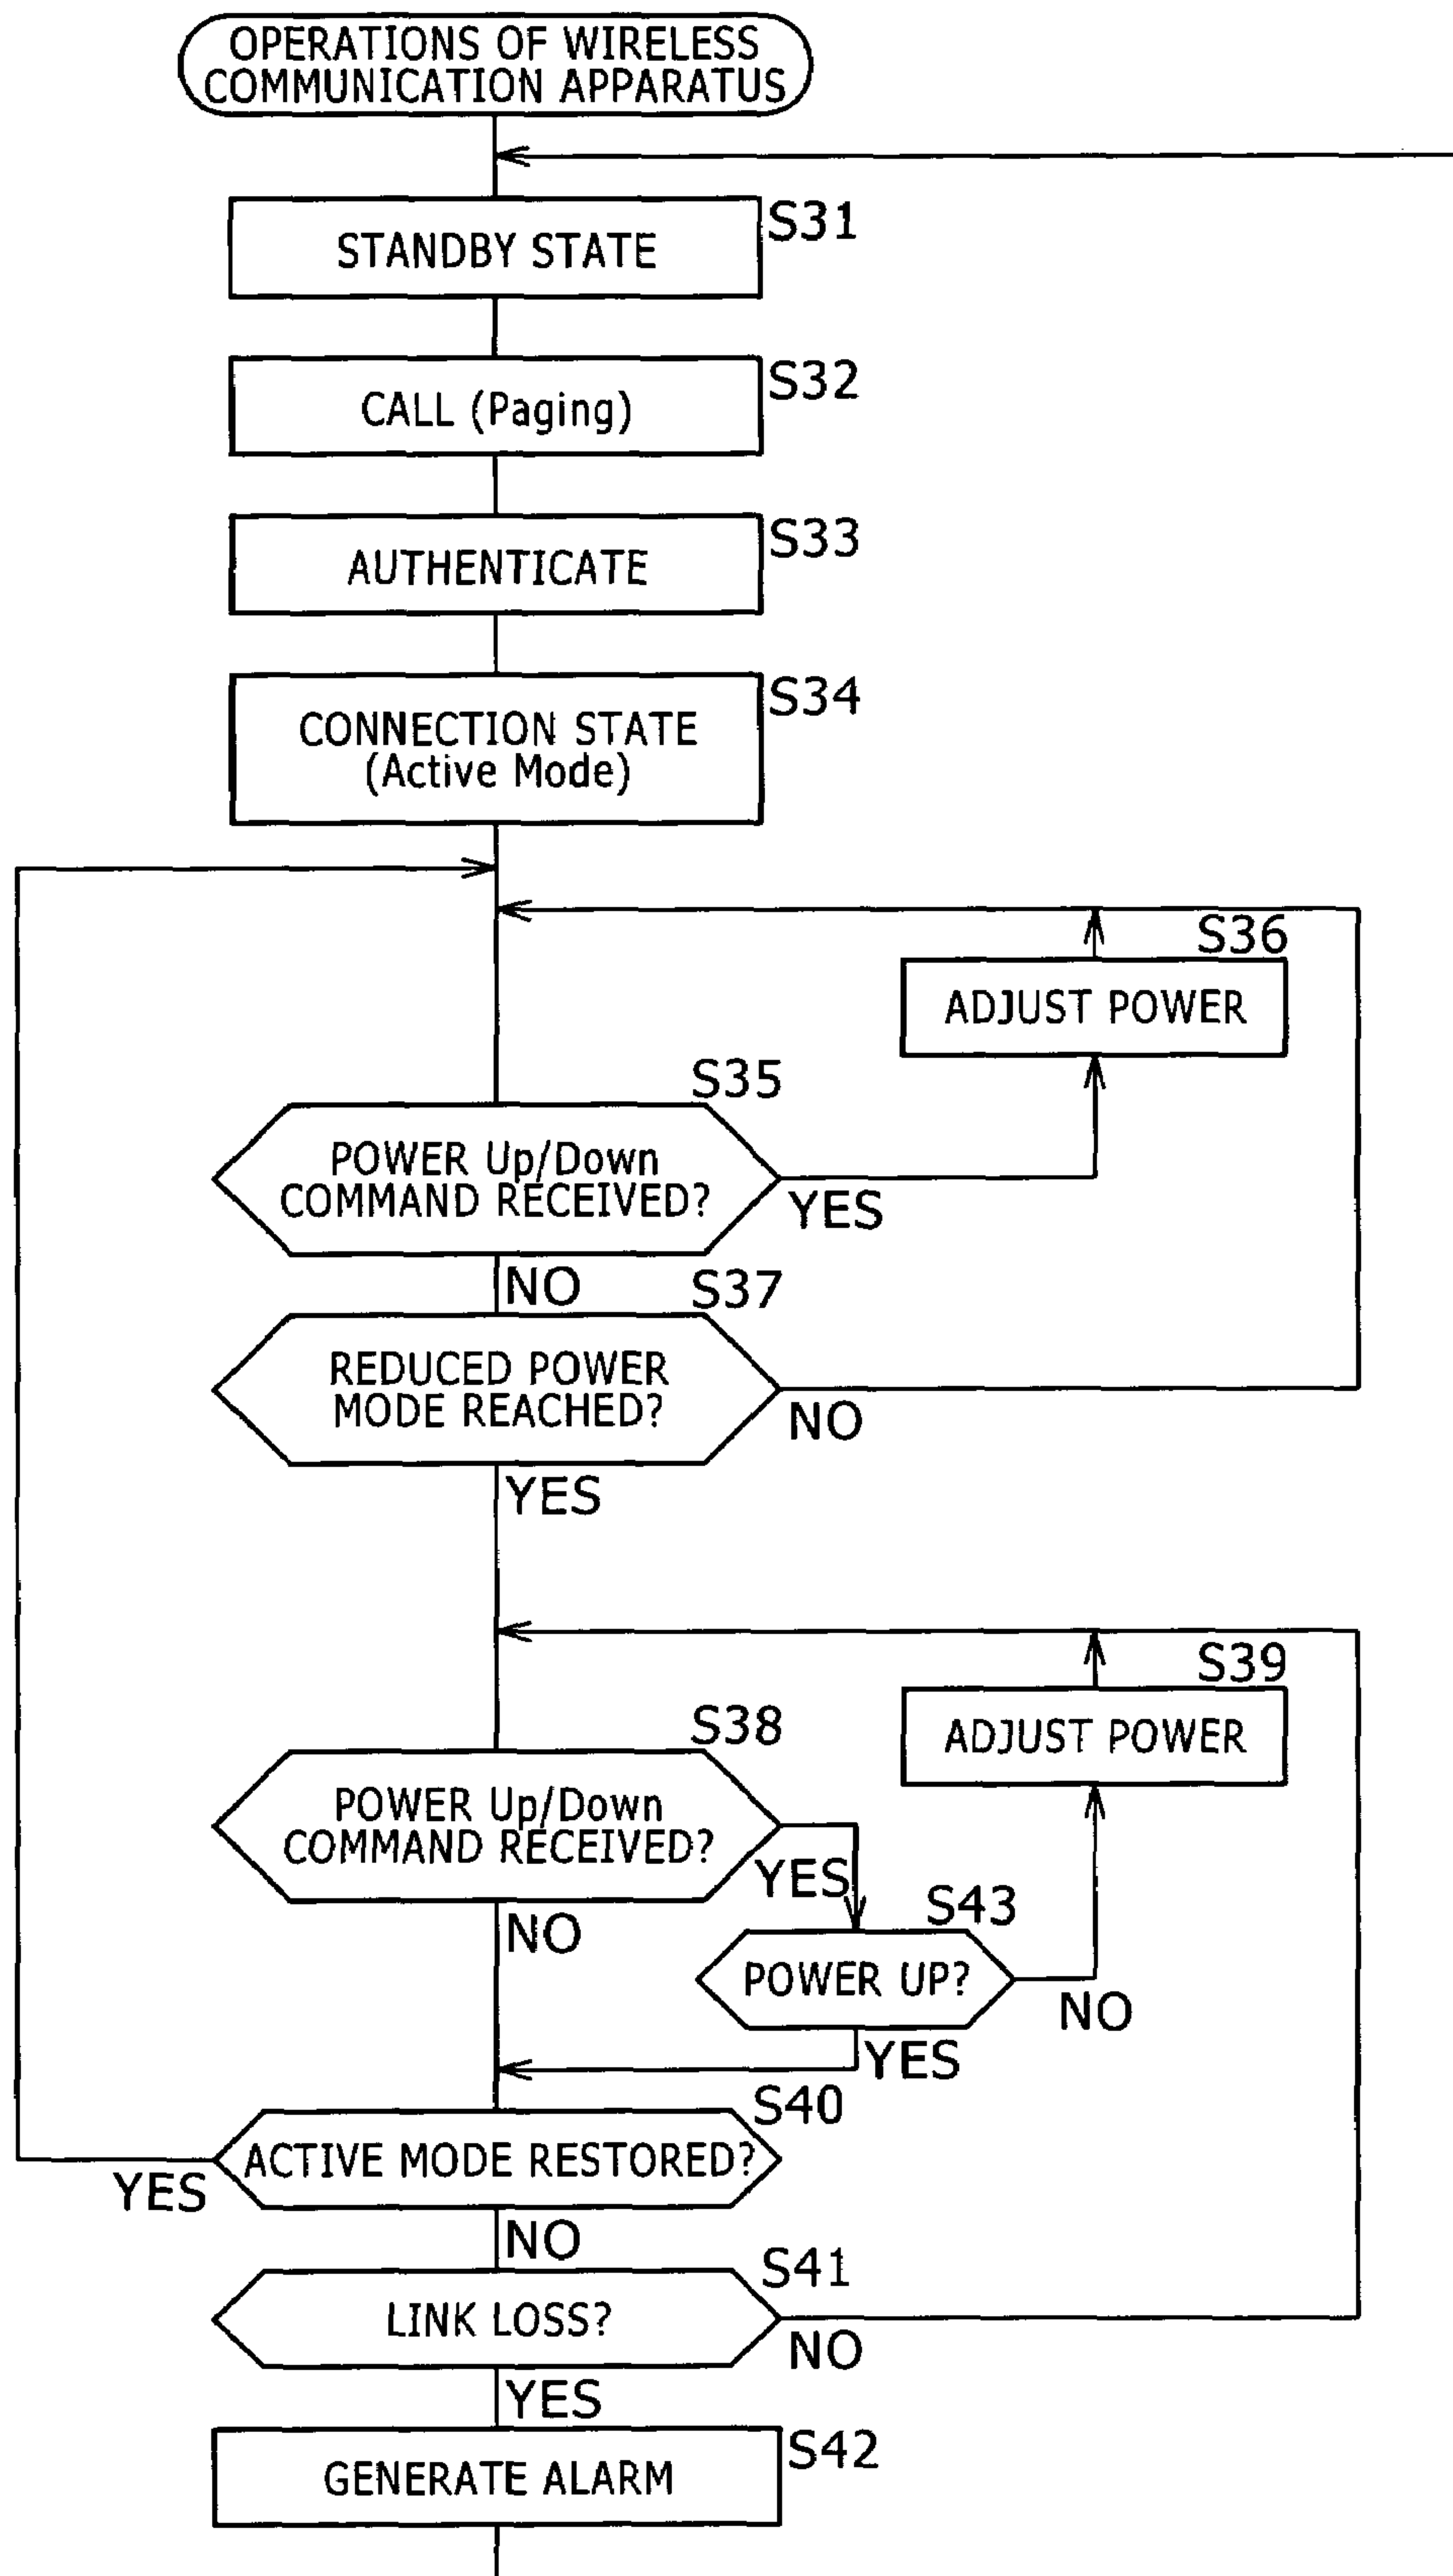 OPERATIONS OF WIRELESS
COMMUNICATION APPARATUS
S31
STANDBY STATE
S32
CALL (Paging)
S33
AUTHENTICATE
S34
CONNECTION STATE
(Active Mode)
S36
ADJUST POWER
S35
POWER Up/Down
COMMAND RECEIVED?
YES
NO
S37
REDUCED POWER
MODE REACHED?
NO
YES
S39
ADJUST POWER
S38
POWER Up/Down
COMMAND RECEIVED?
YES
NO
S43
POWER UP?
NO
YES
S40
ACTIVE MODE RESTORED?
YES
NO
S41
LINK LOSS?
NO
YES
S42
GENERATE ALARM